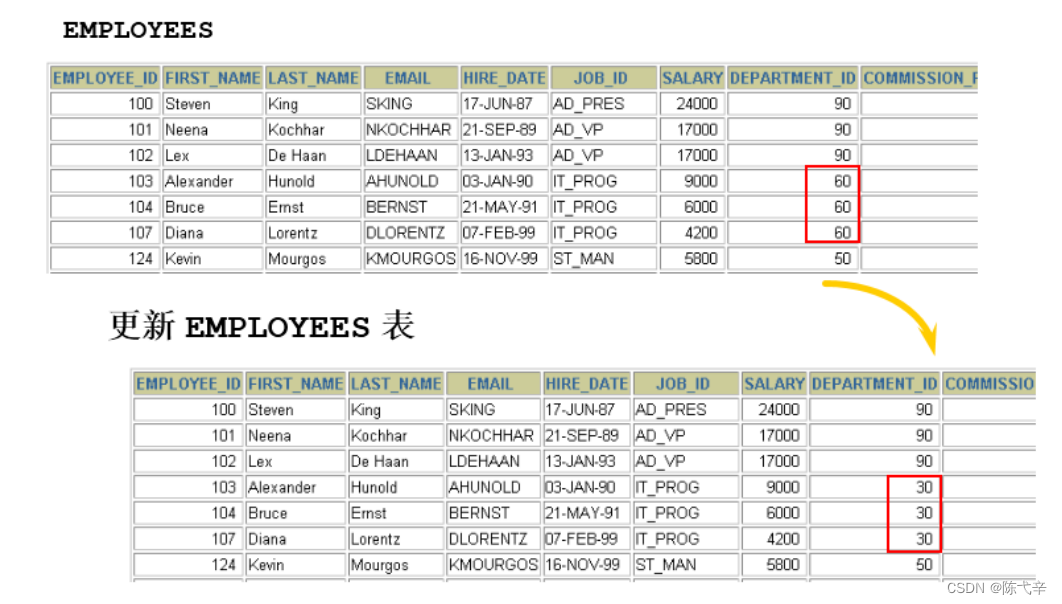 EMPLOYEES
EMPLOYEE_ID FIRST_NAME LAST_NAME EMAIL HIRE_DATE JOB_ID SALARY DEPARTMENT_ID COMMISSION_P
100 Steven King SKING 17-JUN-87 AD_PRES 24000 90
101 Neena Kochhar NKOCHHAR 21-SEP-89 AD_VP 17000 90
102 Lex De Haan LDEHAAN 13-JAN-93 AD_VP 17000 90
103 Alexander Hunold AHUNOLD 03-JAN-90 IT_PROG 9000 60
104 Bruce Ernst BERNST 21-MAY-91 IT_PROG 6000 60
107 Diana Lorentz DLORENTZ 07-FEB-99 IT_PROG 4200 60
124 Kevin Mourgos KMOURGOS 16-NOV-99 ST_MAN 5800 50
更新 EMPLOYEES 表
EMPLOYEE_ID FIRST_NAME LAST_NAME EMAIL HIRE_DATE JOB_ID SALARY DEPARTMENT_ID COMMISSIO
100 Steven King SKING 17-JUN-87 AD_PRES 24000 90
101 Neena Kochhar NKOCHHAR 21-SEP-89 AD_VP 17000 90
102 Lex De Haan LDEHAAN 13-JAN-93 AD_VP 17000 90
103 Alexander Hunold AHUNOLD 03-JAN-90 IT_PROG 9000 30
104 Bruce Ernst BERNST 21-MAY-91 IT_PROG 6000 30
107 Diana Lorentz DLORENTZ 07-FEB-99 IT_PROG 4200 30
124 Kevin Mourgos KMOURGOS 16-NOV-99 ST_MAN 5800 50
CSDN @陈弋辛